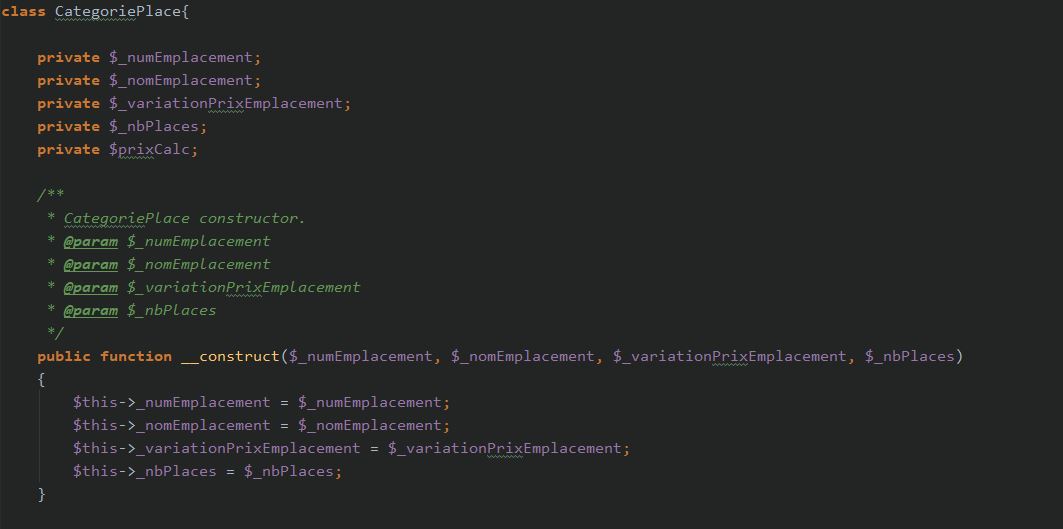 class CategoriePlace{
private $_numEmplacement;
private $_nomEmplacement;
private $_variationPrixEmplacement;
private $_nbPlaces;
private $prixCalc;
/**
* CategoriePlace constructor.
* @param $_numEmplacement
* @param $_nomEmplacement
* @param $_variationPrixEmplacement
* @param $_nbPlaces
*/
public function __construct($_numEmplacement, $_nomEmplacement, $_variationPrixEmplacement, $_nbPlaces)
{
$this->_numEmplacement = $_numEmplacement;
$this->_nomEmplacement = $_nomEmplacement;
$this->_variationPrixEmplacement = $_variationPrixEmplacement;
$this->_nbPlaces = $_nbPlaces;
}